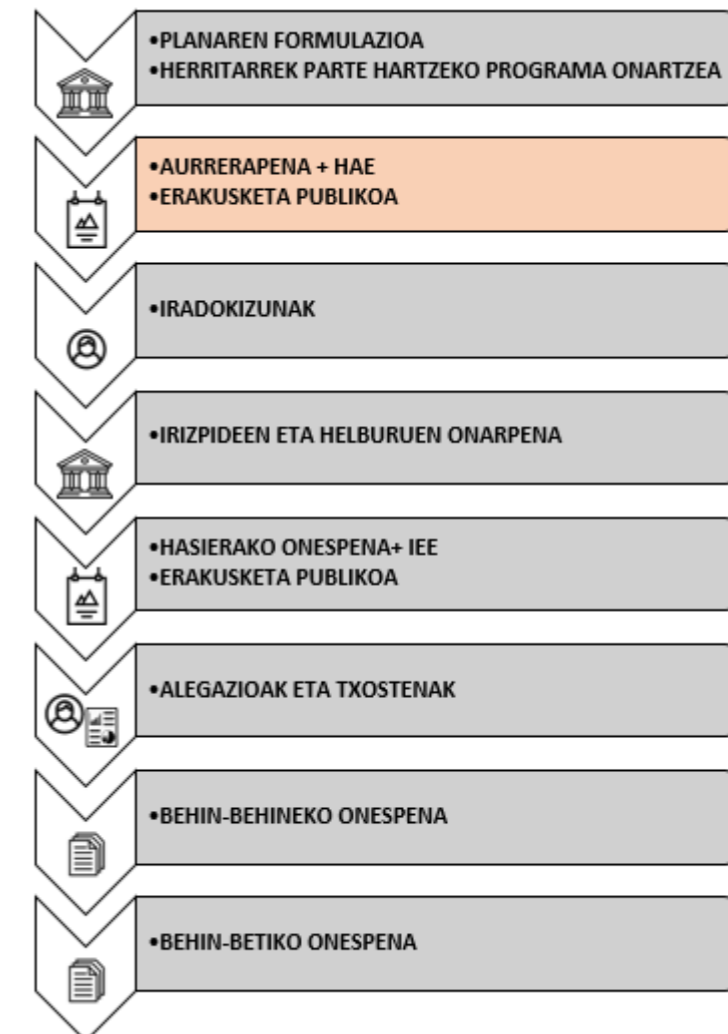 •PLANAREN FORMULAZIOA
•HERRITARREK PARTE HARTZEKO PROGRAMA ONARTZEA
•AURRERAPENA + HAE
•ERAKUSKETA PUBLIKOA
•IRADOKIZUNAK
•IRIZPIDEEN ETA HELBURUEN ONARPENA
•HASIERAKO ONESPENA+ IEE
•ERAKUSKETA PUBLIKOA
•ALEGAZIOAK ETA TXOSTENAK
•BEHIN-BEHINEKO ONESPENA
•BEHIN-BETIKO ONESPENA